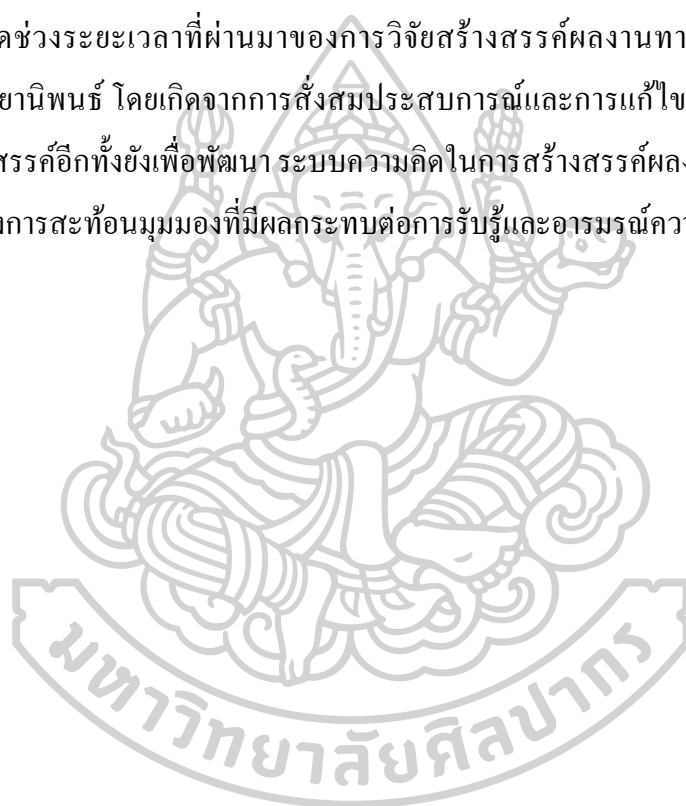 ดช่วงระยะเวลาที่ผ่านมาของการวิจัยสร้างสรรค์ผลงานทา
ยานิพนธ์ โดยเกิดจากการสั่งสมประสบการณ์และการแก้ไข
สรรค์อีกทั้งยังเพื่อพัฒนา ระบบความคิดในการสร้างสรรค์ผล
การสะท้อนมุมมองที่มีผลกระทบต่อการรับรู้และอารมรณ์ควา
มหาวิทยาลัยศิลปากร